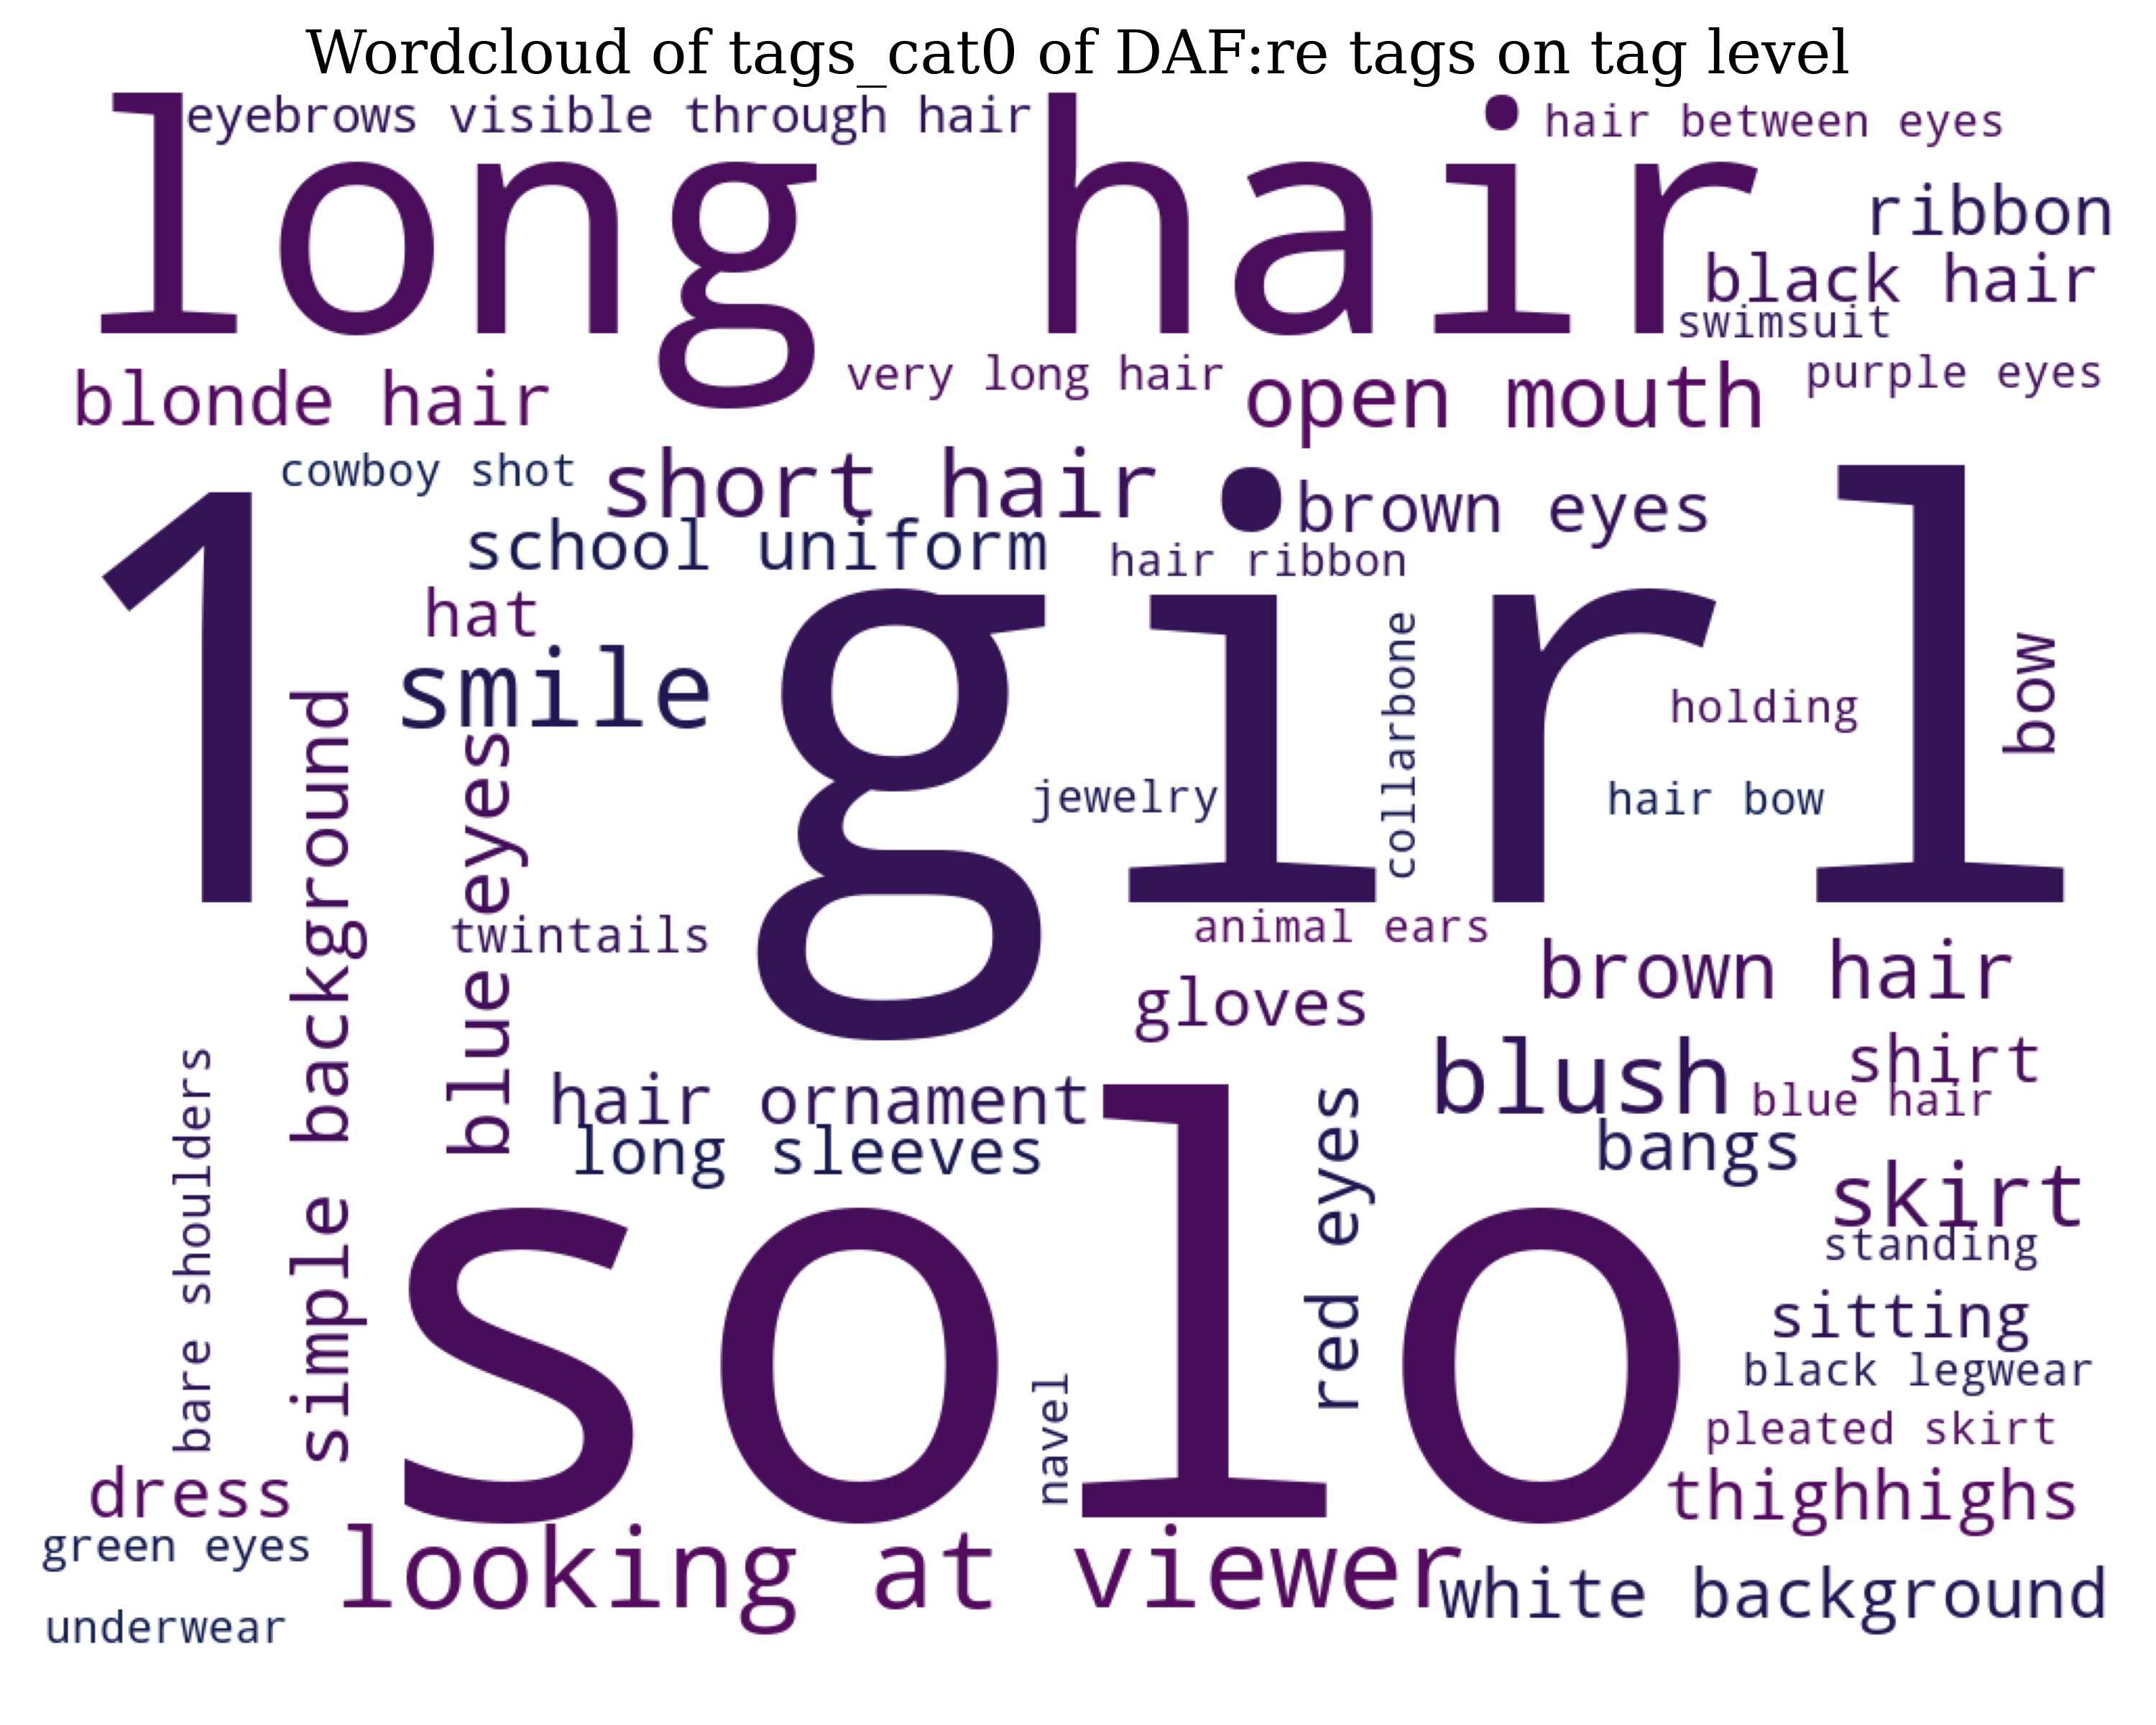 Wordcloud of tags_cat0 of DAF:re tags on tag level
eyebrows visible through hair
hair between eyes
long hair
ribbon
black hair
swimsuit
blonde hair
very long hair
open mouth
purple eyes
cowboy shot
short hair
brown eyes
school uniform
hair ribbon
1girl
hat
smile
collarbone
holding
bow
jewelry
hair bow
simple background
blue eyes
twintails
animal ears
brown hair
gloves
shirt
blush
blue hair
hair ornament
long sleeves
bangs
bare shoulders
red eyes
skirt
standing
solo
sitting
black legwear
navel
pleated skirt
dress
thighhighs
green eyes
looking at viewer
white background
underwear